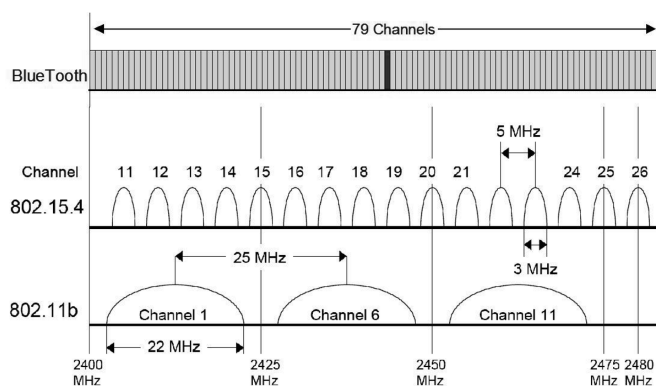 79 Channels
BlueTooth
5 MHz
Channel 11 12 13 14 15 16 17 18 19 20 21 24 25 26
802.15.4
25 MHz
3 MHz
802.11b
Channel 1 Channel 6 Channel 11
22 MHz
2400 2425 2450 2475 2480
MHz MHz MHz MHz MHz